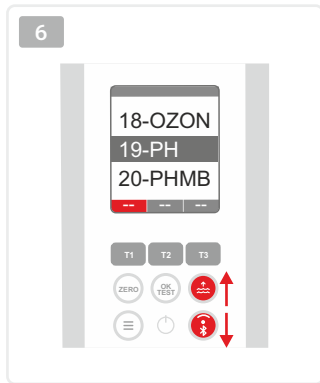 6
18-OZON
19-PH
20-PHMB
-- -- --
T1 T2 T3
ZERO OK TEST